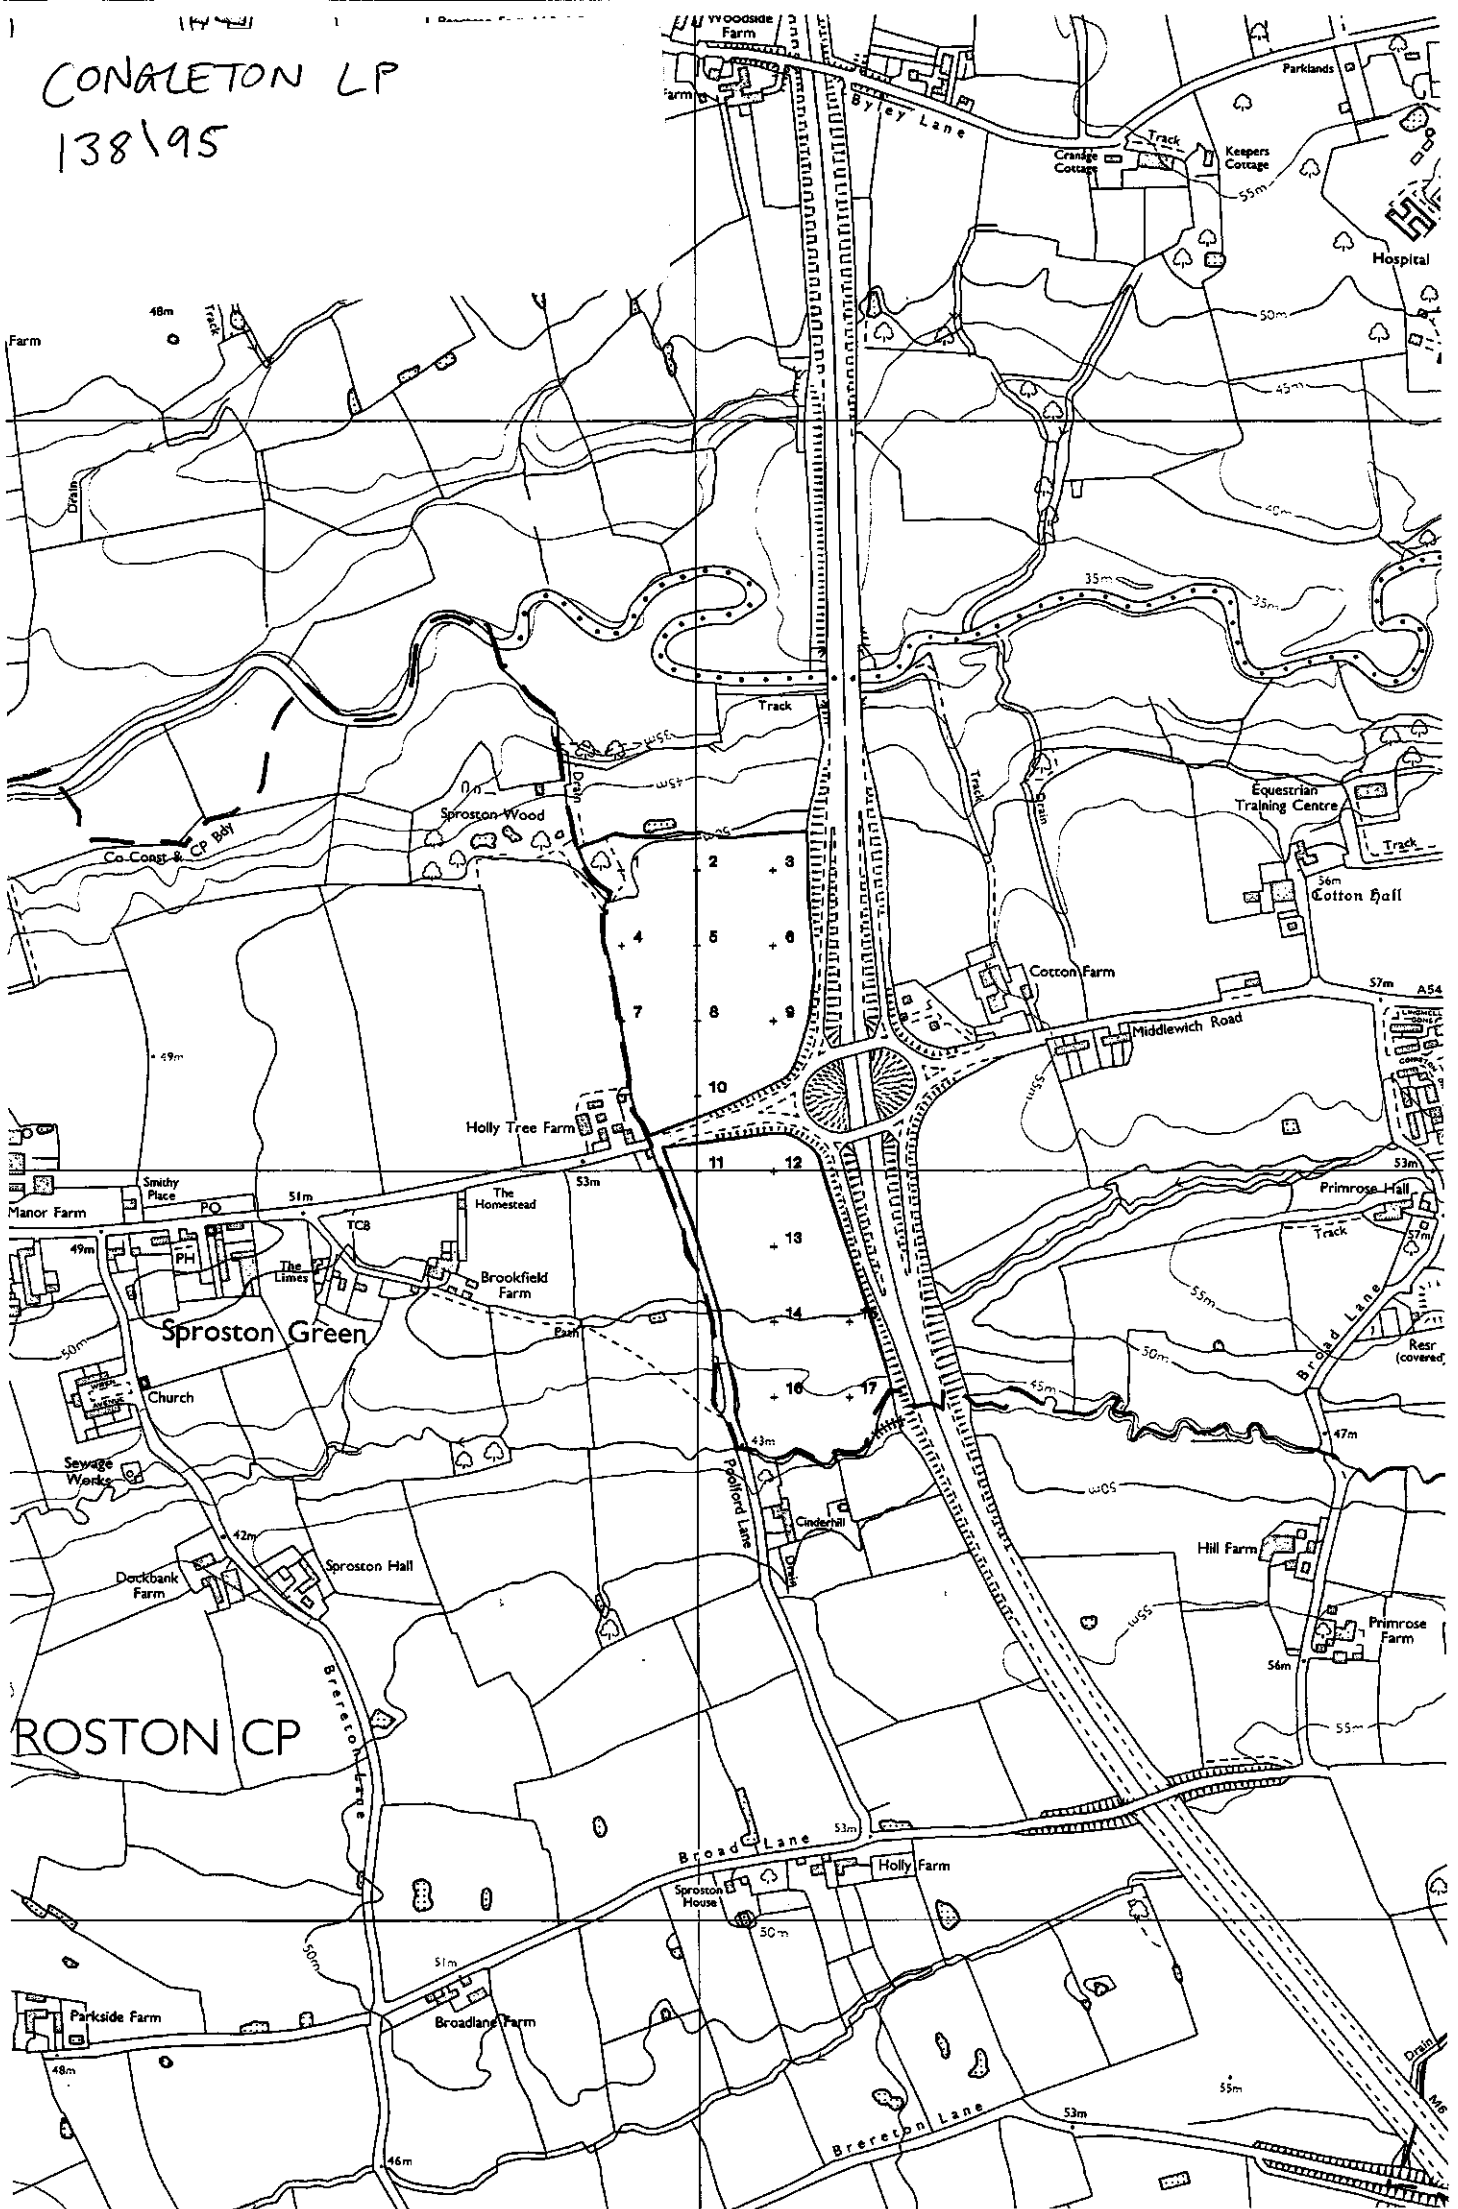 CONGLETON LP
138\95
Woodside
Farm
Farm
Byley Lane
Parklands
Track
Cranage
Cottage
Keepers
Cottage
55m
Hospital
48m
Track
50m
Farm
45m
Drain
40m
35m
35m
Track
35m
45m
Drain
Track
Drain
Sproston Wood
50m
Equestrian
Training Centre
Track
Co Const & CP Bdy
1
2
3
56m
Cotton Hall
4
5
6
Cotton Farm
57m
A54
7
8
9
Middlewich Road
49m
55m
10
Holly Tree Farm
11
12
53m
53m
Smithy
Place
PO
51m
The
Homestead
Primrose Hall
Manor Farm
TCB
Track
57m
49m
PH
The
Limes
Brookfield
Farm
13
55m
Broad Lane
14
Sproston Green
Path
Resr
(covered)
50m
50m
Church
16
17
45m
43m
47m
Sewage
Works
Poolford Lane
50m
Cinderhill
42m
Drain
Hill Farm
Sproston Hall
Dockbank
Farm
55m
Primrose
Farm
56m
Brereton Lane
ROSTON CP
55m
53m
Broad Lane
Holly Farm
Sproston
House
50m
50m
51m
Parkside Farm
Broadlane Farm
48m
Drain
55m
M6
53m
Brereton Lane
46m